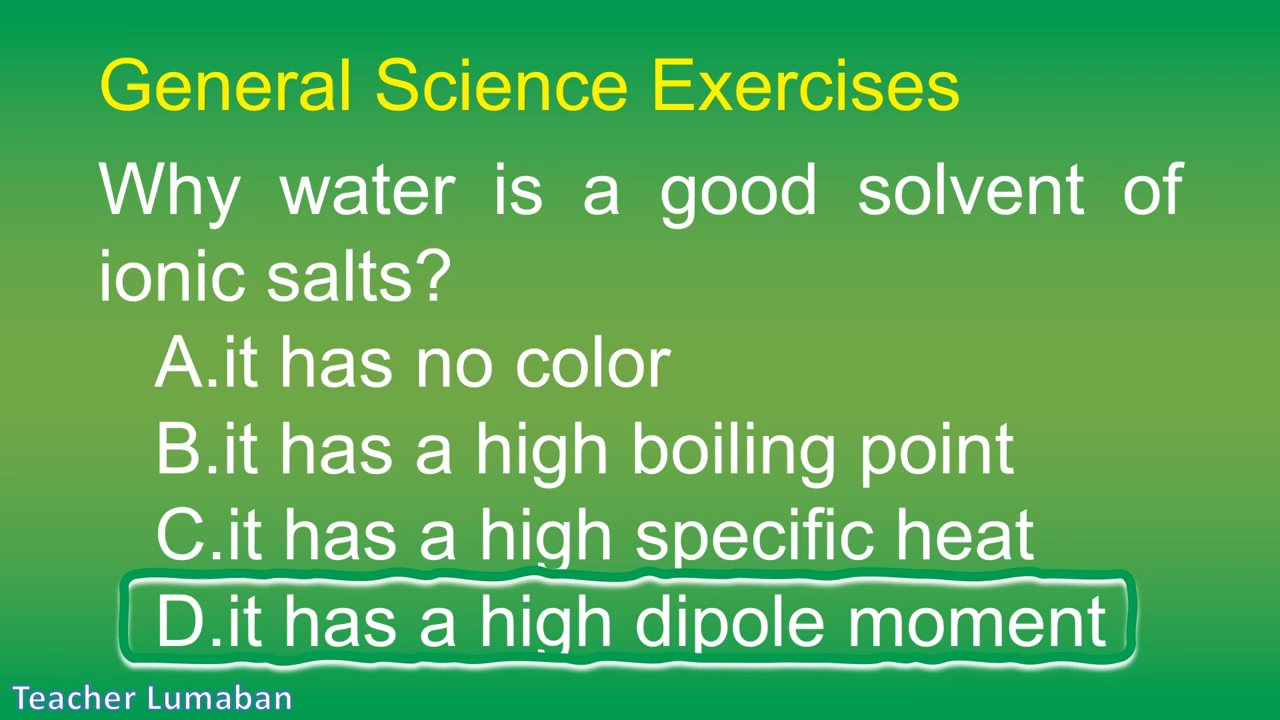 General Science Exercises
Why water is a good solvent of
ionic salts?
A.it has no color
B.it has a high boiling point
C.it has a high specific heat
D.it has a high dipole moment
Teacher Lumaban